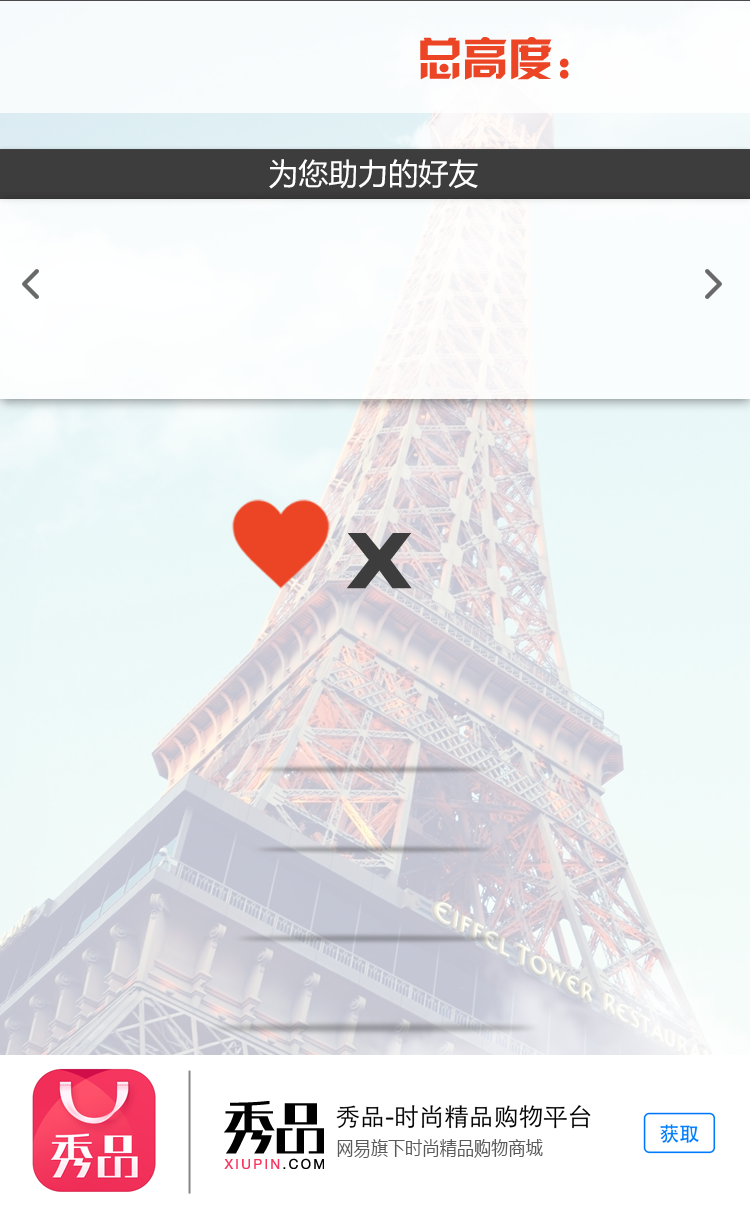 总高度：
为您助力的好友
x
EIFFEL TOWER RESTAURA
秀品
秀品
XIUPIN.COM
秀品-时尚精品购物平台
网易旗下时尚精品购物商城
获取